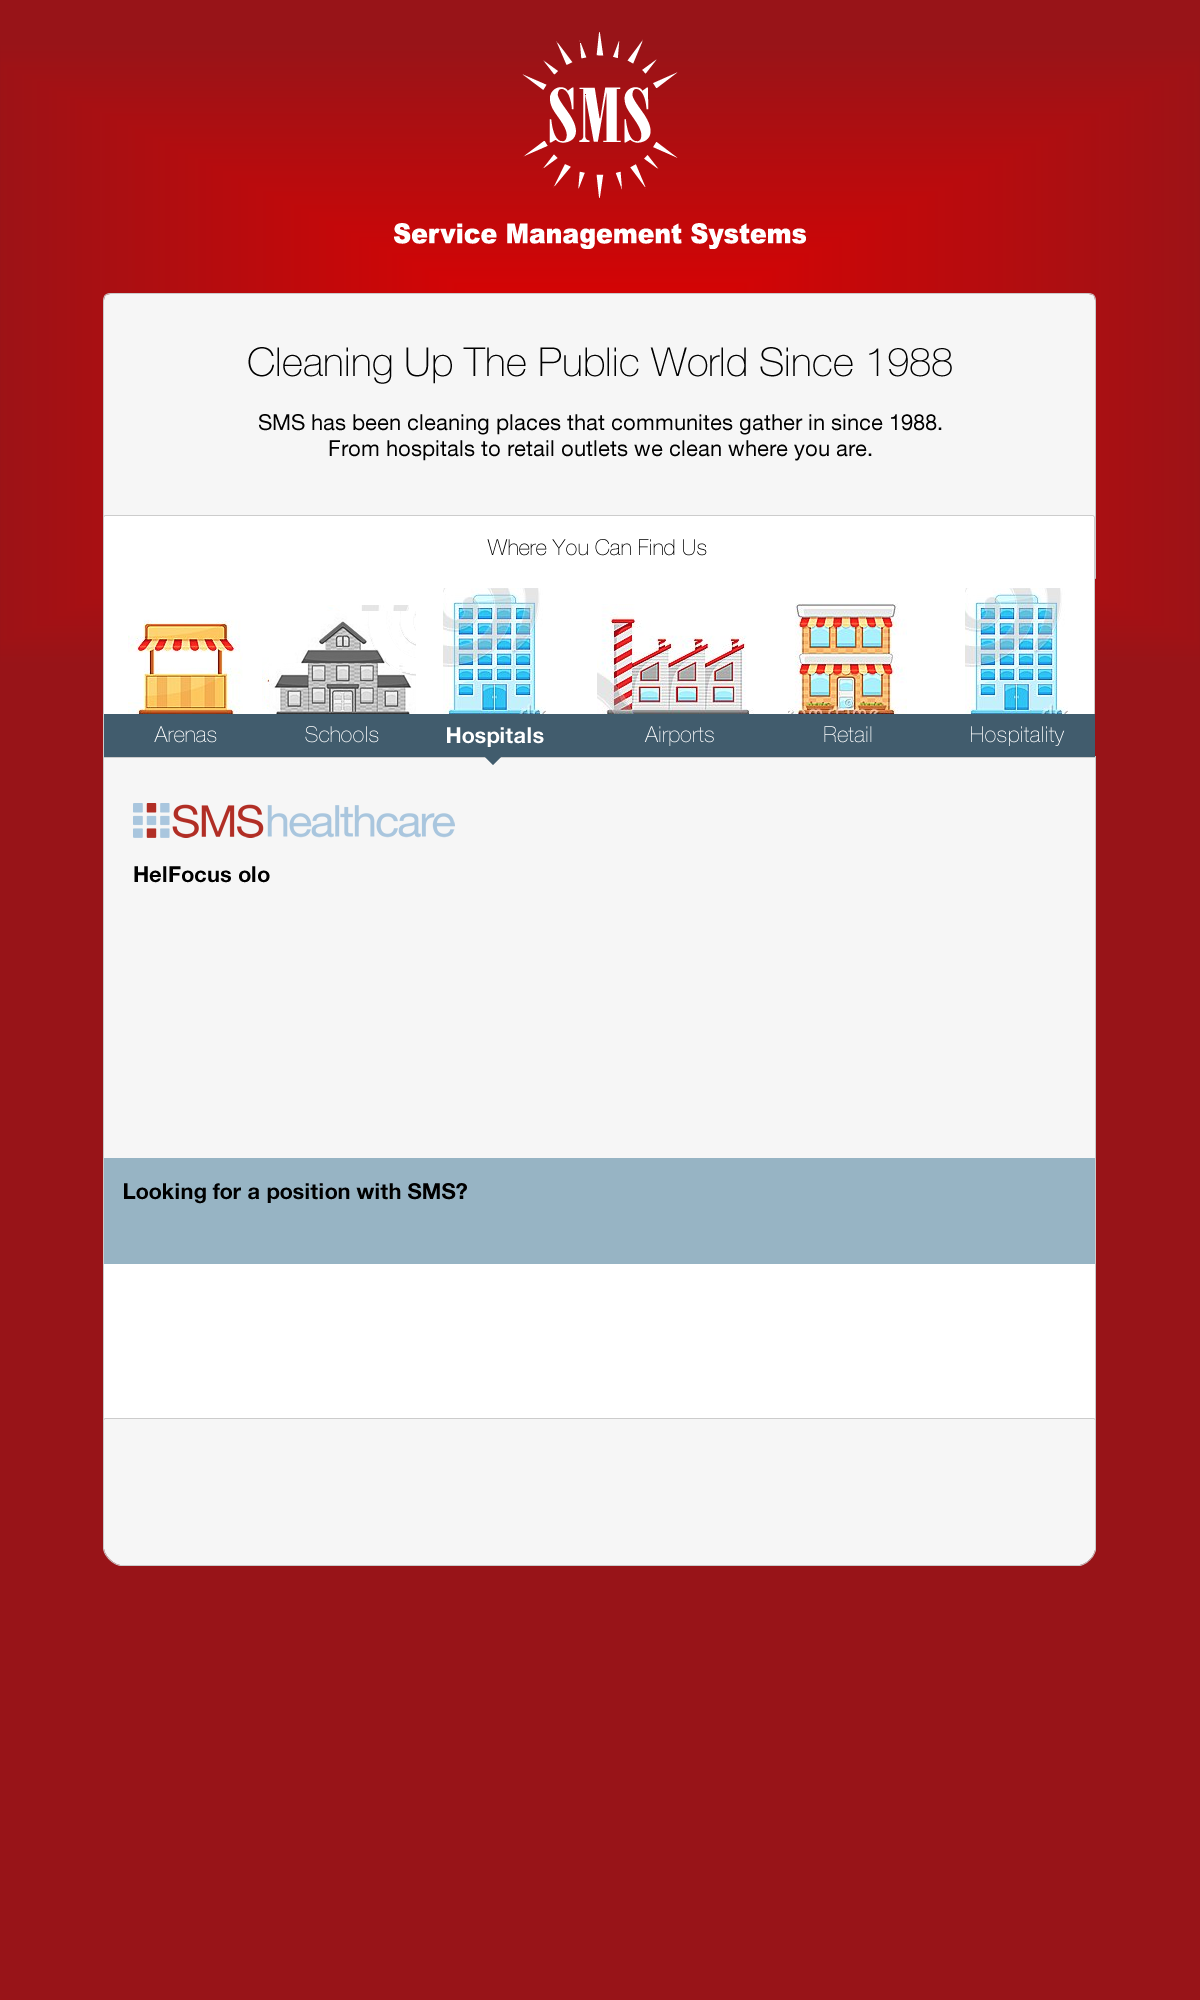 SMS
Service Management Systems
Cleaning Up The Public World Since 1988
SMS has been cleaning places that communites gather in since 1988.
From hospitals to retail outlets we clean where you are.
Where You Can Find Us
Arenas
Schools
Hospitals
Airports
Retail
Hospitality
SMShealthcare
HelFocus olo
Looking for a position with SMS?